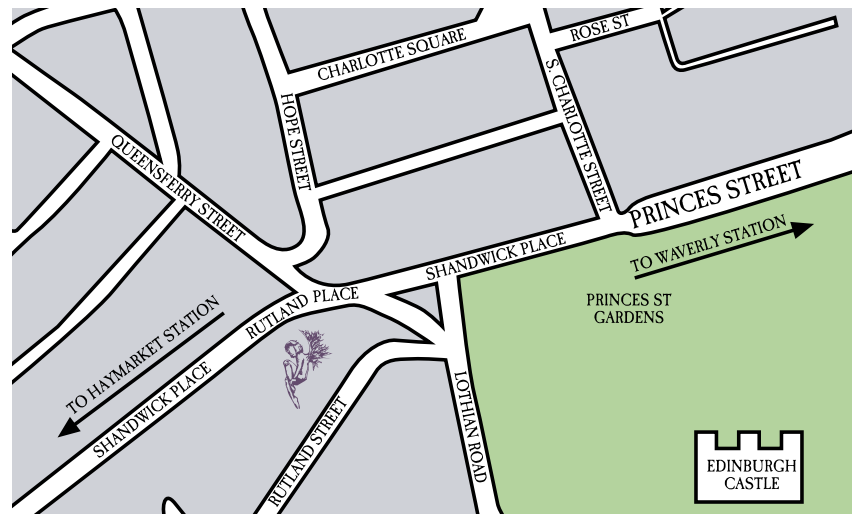 ROSE ST
CHARLOTTE SQUARE
S. CHARLOTTE STREET
HOPE STREET
QUEENSFERRY STREET
PRINCES STREET
TO WAVERLY STATION
SHANDWICK PLACE
PRINCES ST
GARDENS
RUTLAND PLACE
TO HAYMARKET STATION
SHANDWICK PLACE
RUTLAND STREET
LOTHIAN ROAD
EDINBURGH
CASTLE